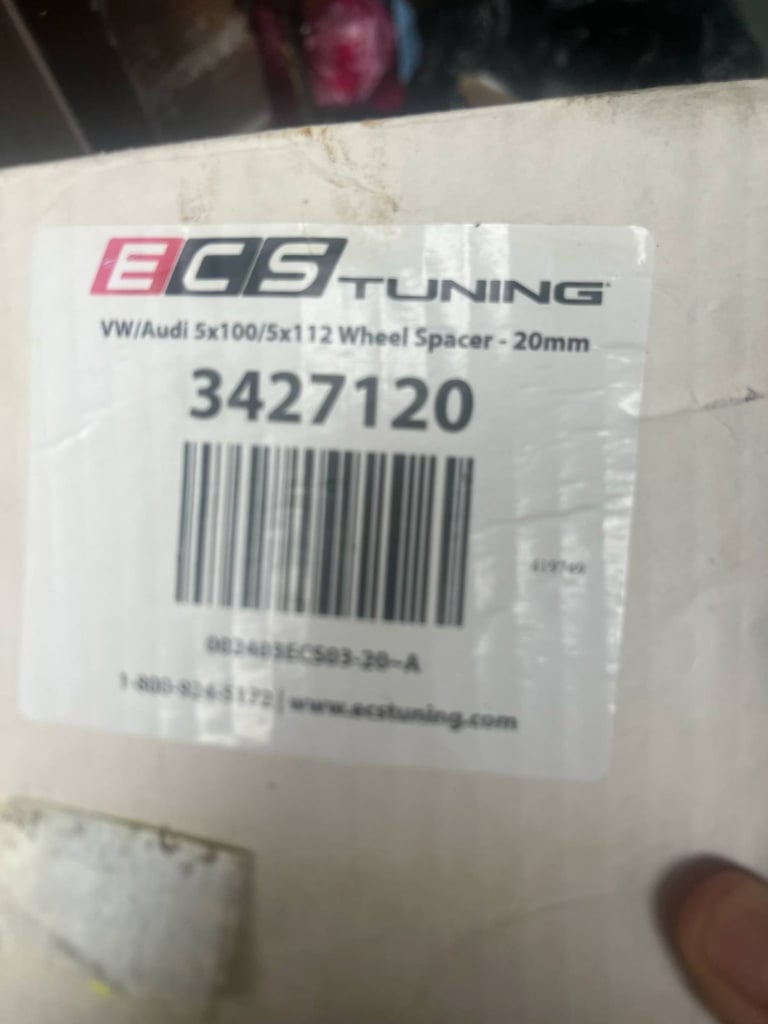 ECS TUNING
VW/Audi 5x100/5x112 Wheel Spacer - 20mm
3427120
www.ecstuning.com